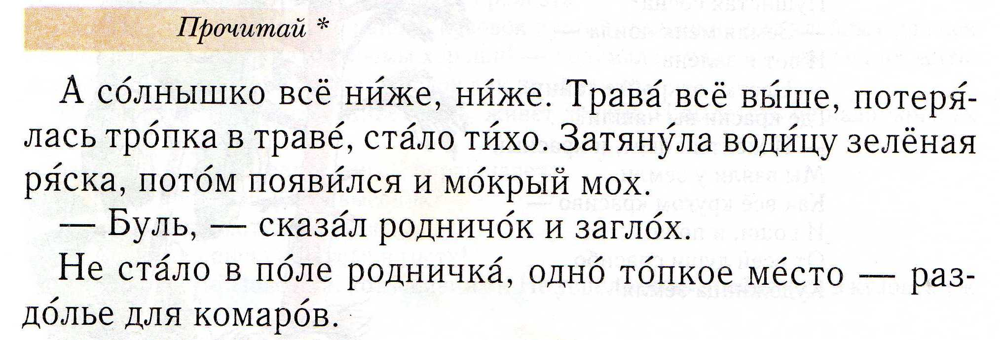 Прочитай *
А со́лнышко всё ни́же, ни́же. Трава́ всё вы́ше, потеря́-
лась тро́пка в траве́, ста́ло ти́хо. Затяну́ла води́цу зелёная
ря́ска, пото́м появи́лся и мо́крый мох.
— Буль, — сказа́л родничо́к и загло́х.
Не ста́ло в по́ле родничка́, одно́ то́пкое ме́сто — раз-
до́лье для комаро́в.